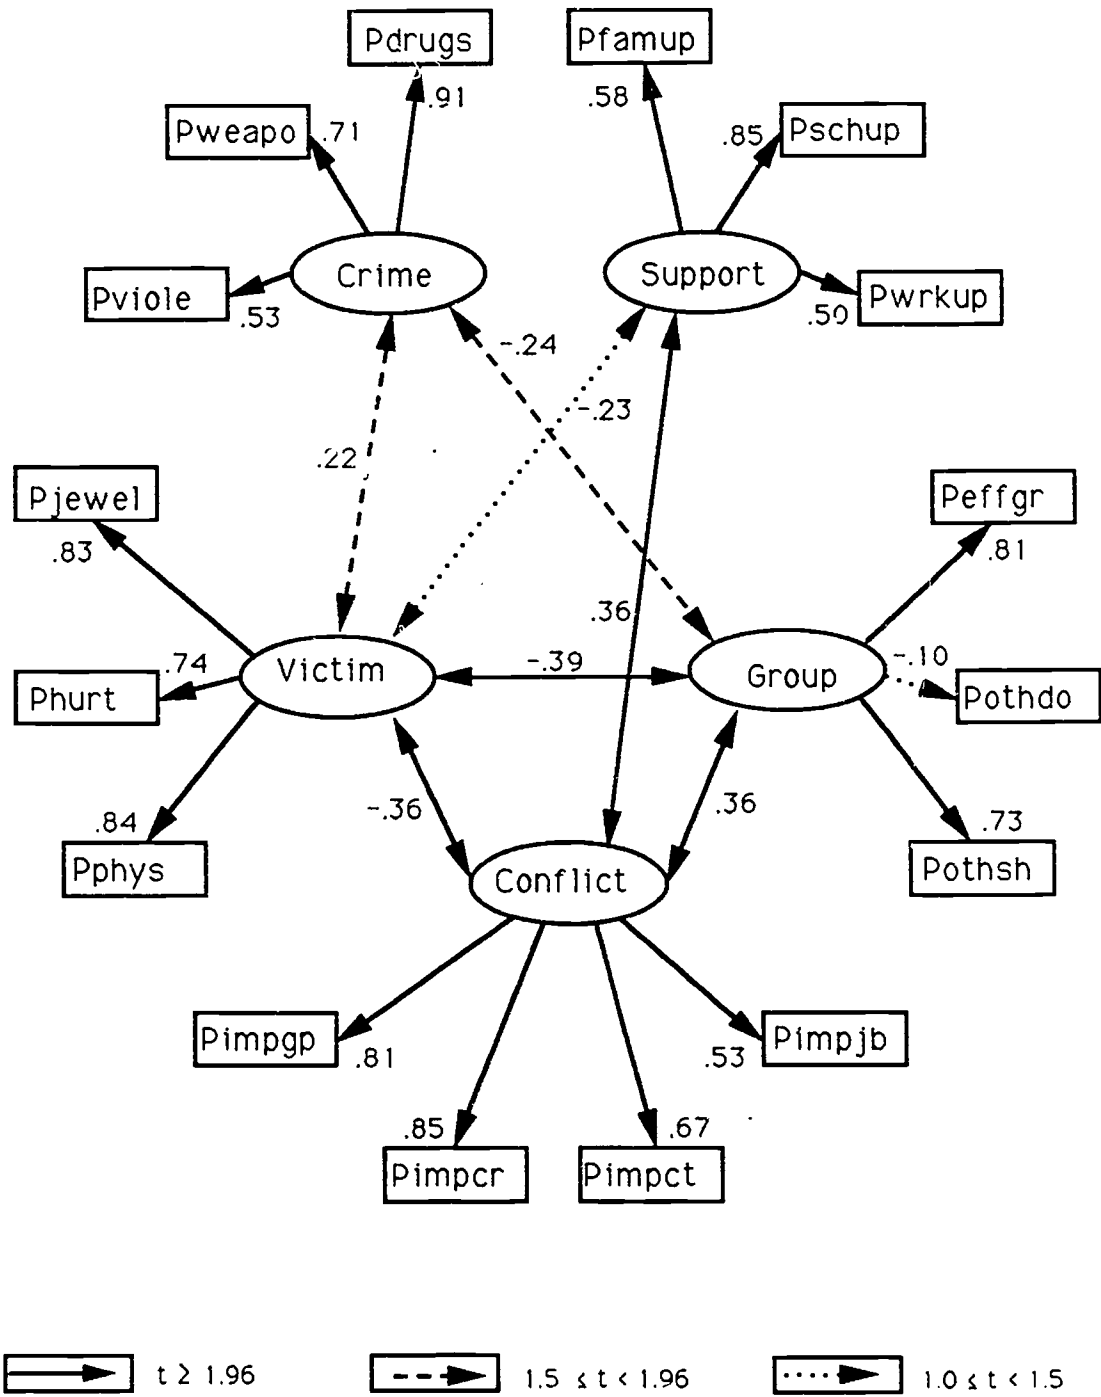 Pdrugs
Pfamup
.91
.58
Pweapo
.71
.85
Pschup
Crime
Support
Pviole
.53
.59
Pwrkup
-.24
-.23
.22
Pjewel
.83
Peffgr
.81
.36
Phurt
.74
Victim
-.39
Group
-.10
Pothdo
-.36
.36
.84
Pphys
.73
Pothsh
Conflict
Pimpgp
.81
.53
Pimpjb
.85
.67
Pimpcr
Pimpct
t ≥ 1.96
1.5 ≤ t < 1.96
1.0 ≤ t < 1.5